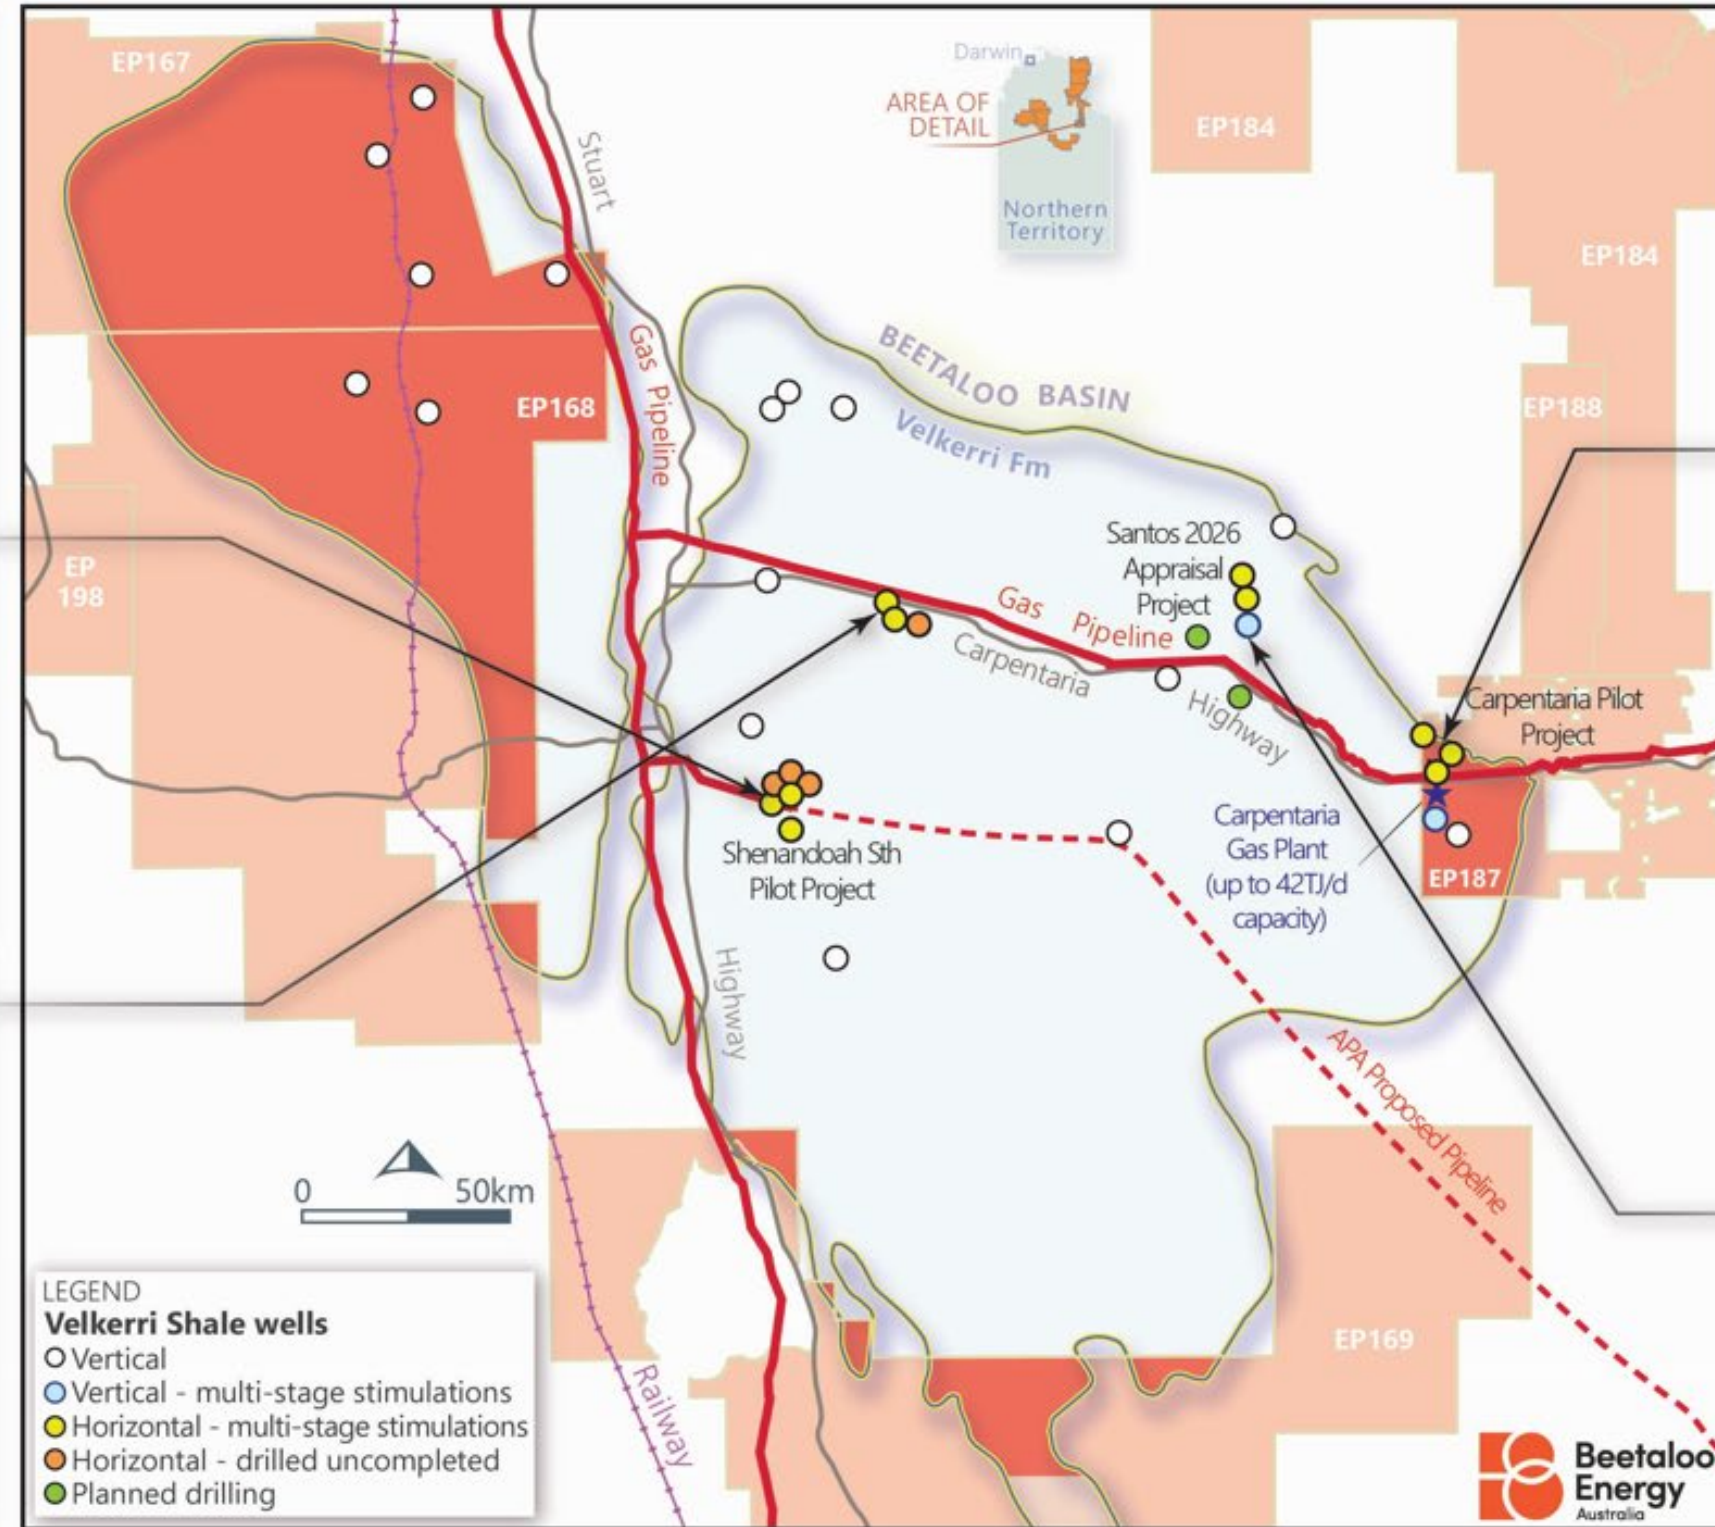 EP167
Darwin
AREA OF
DETAIL
Northern
Territory
EP184
EP184
Stuart
Gas Pipeline
EP168
BEETALOO BASIN
Velkerri Fm
EP188
EP
198
Santos 2026
Appraisal
Project
Gas Pipeline
Carpentaria
Highway
Carpentaria Pilot
Project
Carpentaria
Gas Plant
(up to 42TJ/d
capacity)
EP187
Shenandoah Sth
Pilot Project
Highway
APA Proposed Pipeline
0 50km
EP169
Railway
LEGEND
Velkerri Shale wells
Vertical
Vertical - multi-stage stimulations
Horizontal - multi-stage stimulations
Horizontal - drilled uncompleted
Planned drilling
Beetaloo
Energy
Australia